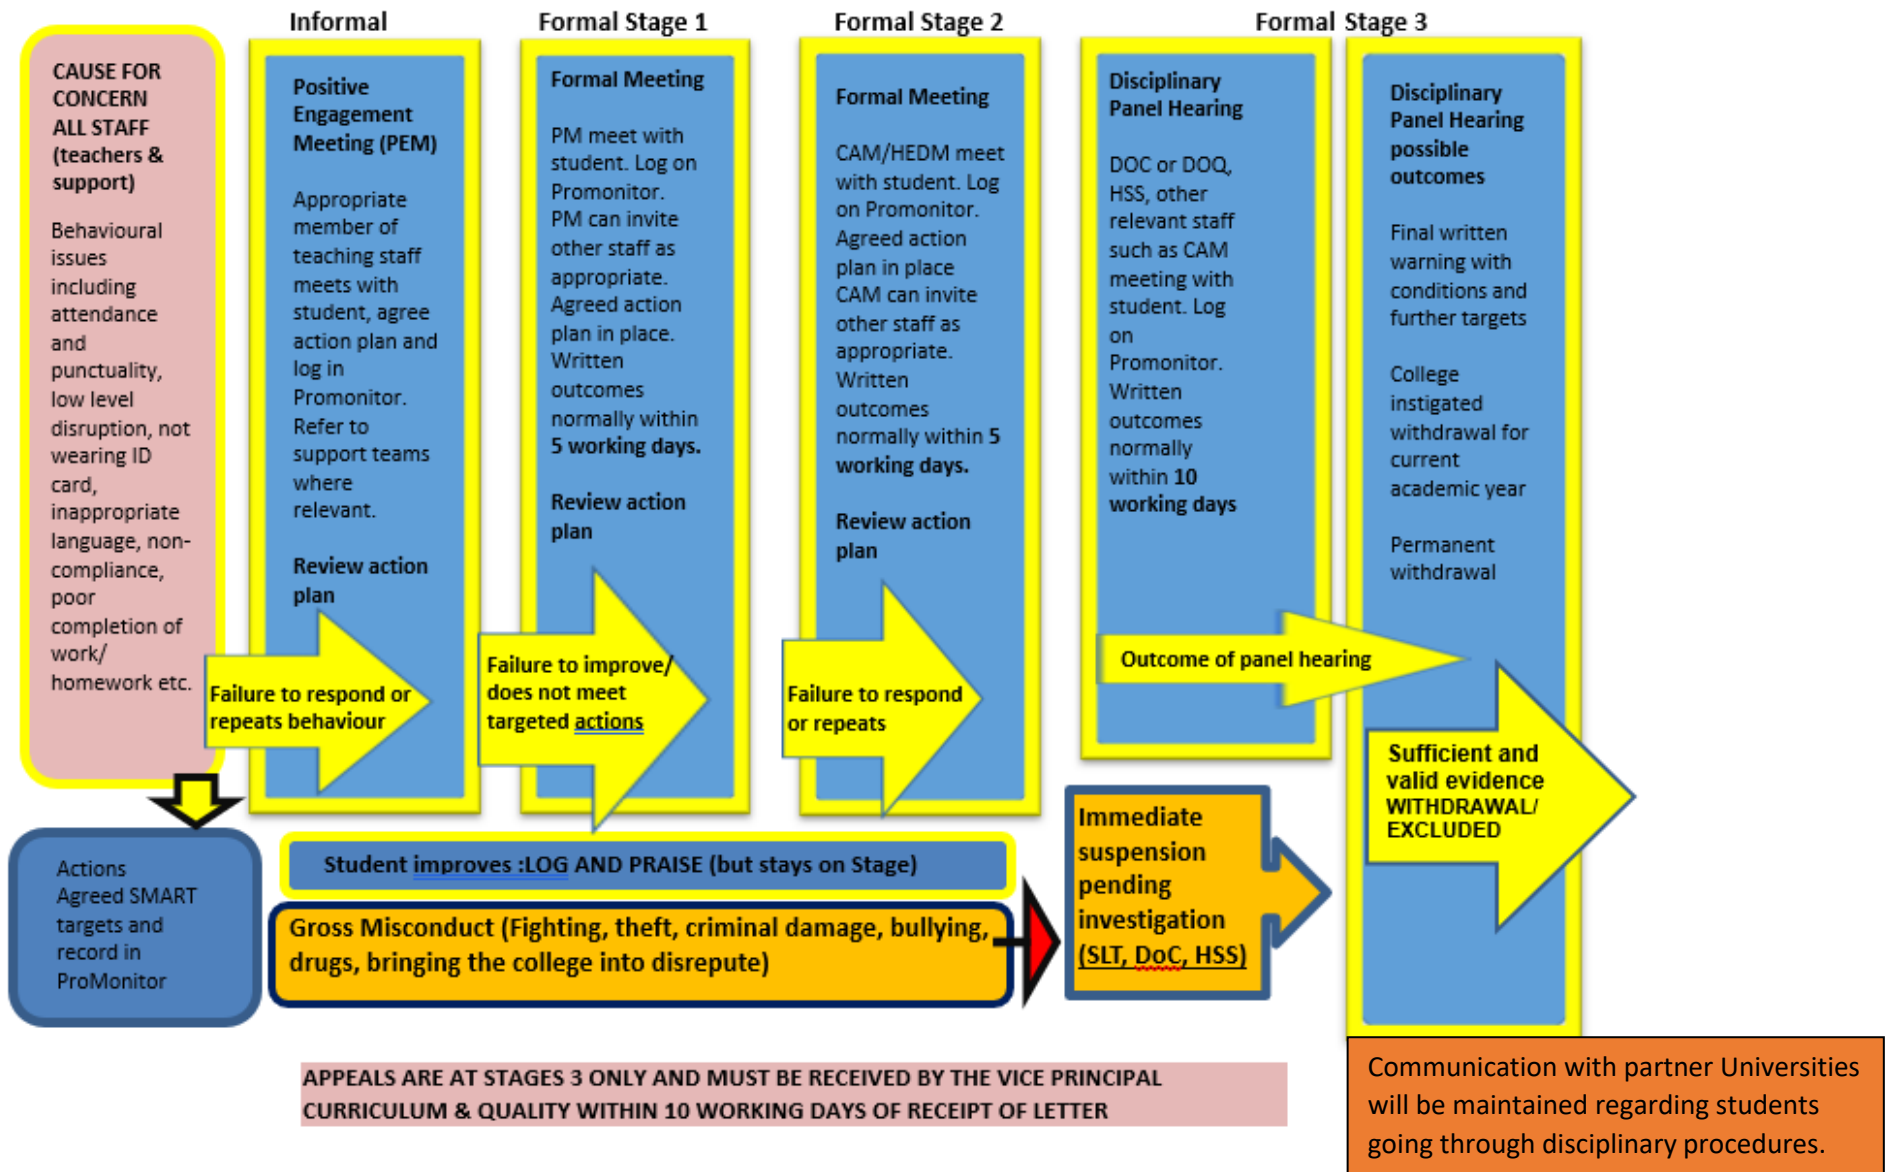 Informal
Formal Stage 1
Formal Stage 2
Formal Stage 3
CAUSE FOR
CONCERN
ALL STAFF
(teachers &
support)
Behavioural
issues
including
attendance
and
punctuality,
low level
disruption, not
wearing ID
card,
inappropriate
language, non-
compliance,
poor
completion of
work/
homework etc.
Actions
Agreed SMART
targets and
record in
ProMonitor
Positive
Engagement
Meeting (PEM)
Appropriate
member of
teaching staff
meets with
student, agree
action plan and
log in
Promonitor.
Refer to
support teams
where
relevant.
Review action
plan
Failure to respond or
repeats behaviour
Formal Meeting
PM meet with
student. Log on
Promonitor.
PM can invite
other staff as
appropriate.
Agreed action
plan in place.
Written
outcomes
normally within
5 working days.
Review action
plan
Failure to improve/
does not meet
targeted actions
Formal Meeting
CAM/HEDM meet
with student. Log
on Promonitor.
Agreed action
plan in place
CAM can invite
other staff as
appropriate.
Written
outcomes
normally within 5
working days.
Review action
plan
Failure to respond
or repeats
Disciplinary
Panel Hearing
DOC or DOQ,
HSS, other
relevant staff
such as CAM
meeting with
student. Log
on
Promonitor.
Written
outcomes
normally
within 10
working days
Outcome of panel hearing
Disciplinary
Panel Hearing
possible
outcomes
Final written
warning with
conditions and
further targets
College
instigated
withdrawal for
current
academic year
Permanent
withdrawal
Sufficient and
valid evidence
WITHDRAWAL/
EXCLUDED
Student improves :LOG AND PRAISE (but stays on Stage)
Gross Misconduct (Fighting, theft, criminal damage, bullying,
drugs, bringing the college into disrepute)
Immediate
suspension
pending
investigation
(SLT, DoC, HSS)
APPEALS ARE AT STAGES 3 ONLY AND MUST BE RECEIVED BY THE VICE PRINCIPAL
CURRICULUM & QUALITY WITHIN 10 WORKING DAYS OF RECEIPT OF LETTER
Communication with partner Universities
will be maintained regarding students
going through disciplinary procedures.